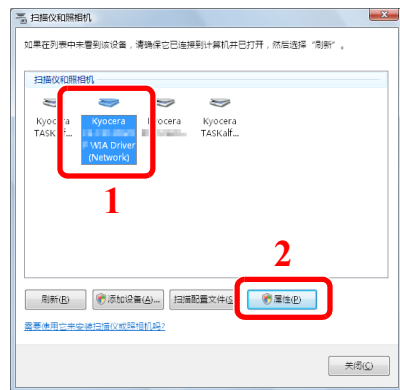 扫描仪和照相机
如果在列表中未看到该设备，请确保它已连接到计算机并已打开，然后选择“刷新”。
扫描仪和照相机
Kyocera TASKalf...
Kyocera
WIA Driver
(Network)
Kyocera
Kyocera
TASKalf...
1
2
刷新(R)
添加设备(A)...
扫描配置文件(S
属性(P)
需要使用它来安装扫描仪或照相机吗?
关闭(C)